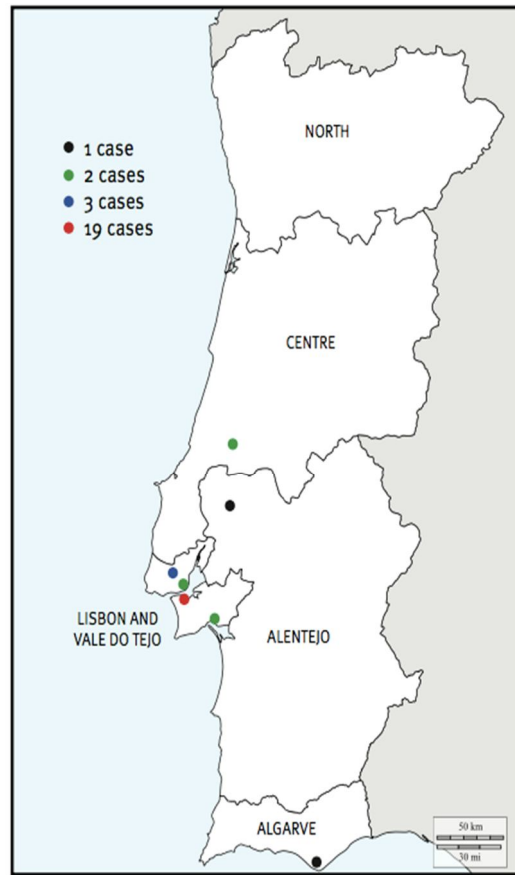 NORTH
1 case
2 cases
3 cases
19 cases
CENTRE
LISBON AND
VALE DO TEJO
ALENTEJO
ALGARVE
50 km
30 mi